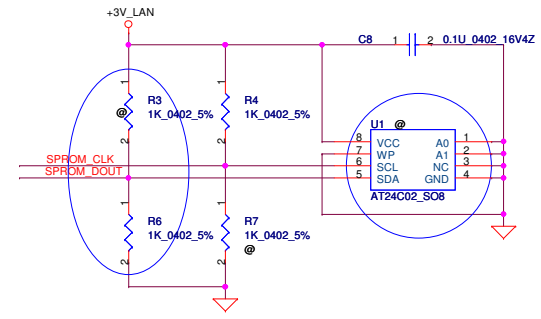 +3V_LAN
C8
1
2
0.1U_0402_16V4Z
1
1
R3
R4
@
1K_0402_5%
1K_0402_5%
2
2
U1 @
8
VCC
A0
1
7
WP
A1
2
SPROM_CLK
6
SCL
NC
3
SPROM_DOUT
5
SDA
GND
4
AT24C02_SO8
1
1
R6
R7
1K_0402_5%
1K_0402_5%
@
2
2